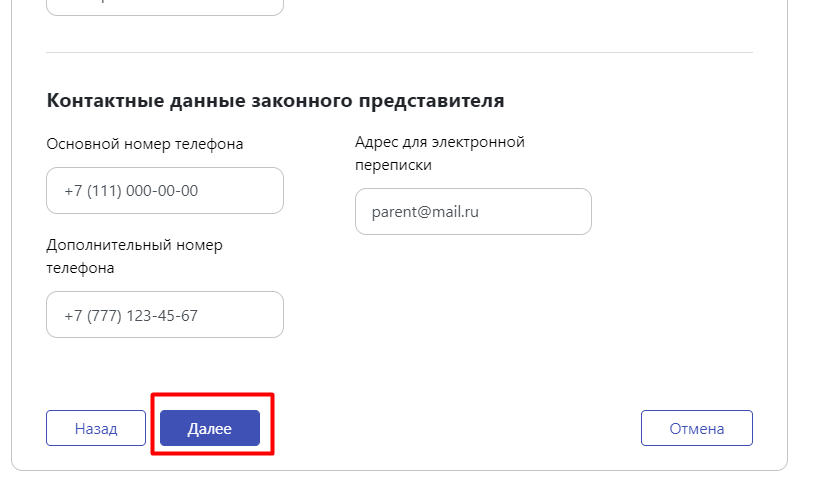 Контактные данные законного представителя
Основной номер телефона
+7 (111) 000-00-00
Адрес для электронной
переписки
parent@mail.ru
Дополнительный номер
телефона
+7 (777) 123-45-67
Назад
Далее
Отмена